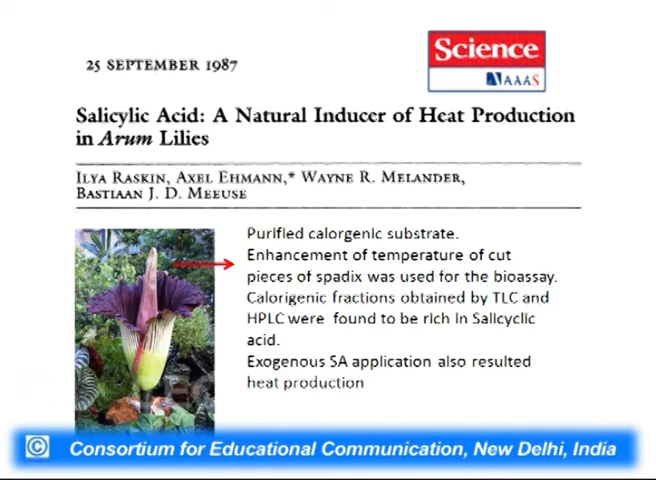 25 SEPTEMBER 1987
Science
AAAS
Salicylic Acid: A Natural Inducer of Heat Production
in Arum Lilies
ILYA RASKIN, AXEL EHMANN,* WAYNE R. MELANDER,
BASTIAAN J. D. MEEUSE
Purified calorgenic substrate.
Enhancement of temperature of cut
pieces of spadix was used for the bioassay.
Calorigenic fractions obtained by TLC and
HPLC were found to be rich in Salicyclic
acid.
Exogenous SA application also resulted
heat production
© Consortium for Educational Communication, New Delhi, India